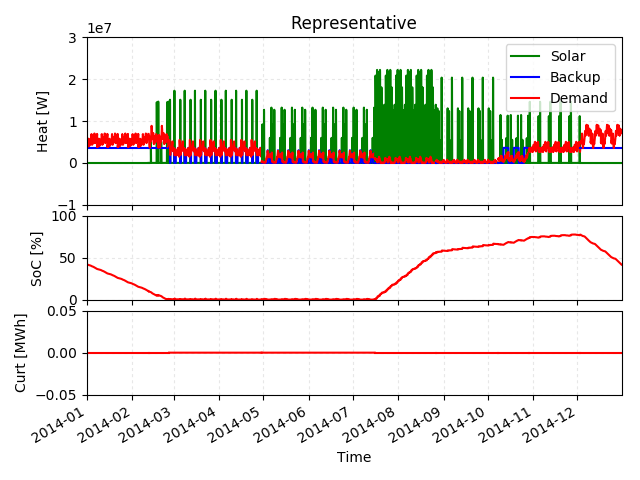 Representative
1e7
3
2
1
0
−1
Heat [W]
Solar
Backup
Demand
100
50
0
SoC [%]
0.05
0.00
−0.05
Curt [MWh]
2014-01
2014-02
2014-03
2014-04
2014-05
2014-06
2014-07
2014-08
2014-09
2014-10
2014-11
2014-12
Time